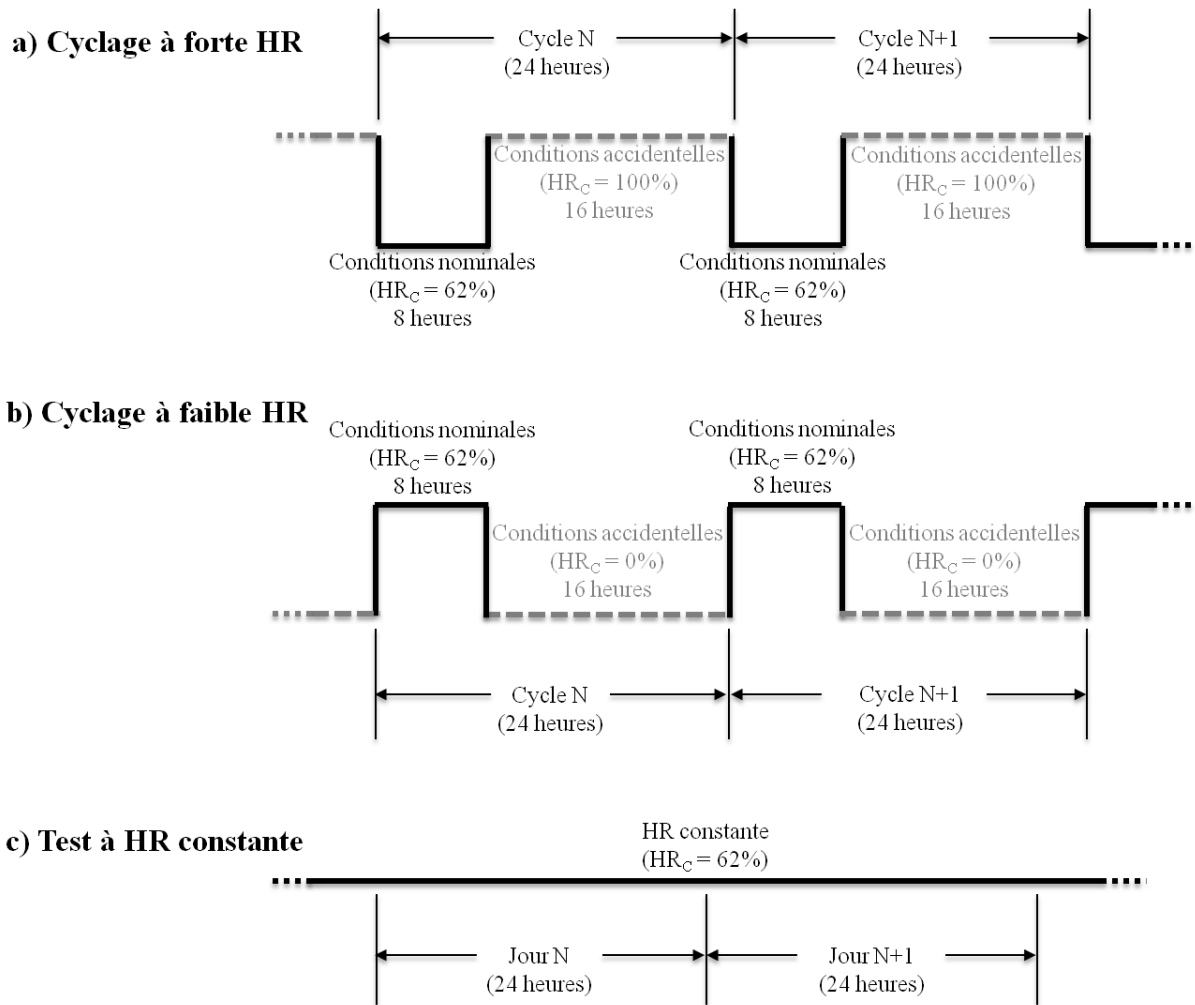 a) Cyclage à forte HR
Cycle N
(24 heures)
Cycle N+1
(24 heures)
Conditions accidentelles
(HRC = 100%)
16 heures
Conditions accidentelles
(HRC = 100%)
16 heures
Conditions nominales
(HRC = 62%)
8 heures
Conditions nominales
(HRC = 62%)
8 heures
b) Cyclage à faible HR
Conditions nominales
(HRC = 62%)
8 heures
Conditions nominales
(HRC = 62%)
8 heures
Conditions accidentelles
(HRC = 0%)
16 heures
Conditions accidentelles
(HRC = 0%)
16 heures
Cycle N
(24 heures)
Cycle N+1
(24 heures)
c) Test à HR constante
HR constante
(HRC = 62%)
Jour N
(24 heures)
Jour N+1
(24 heures)